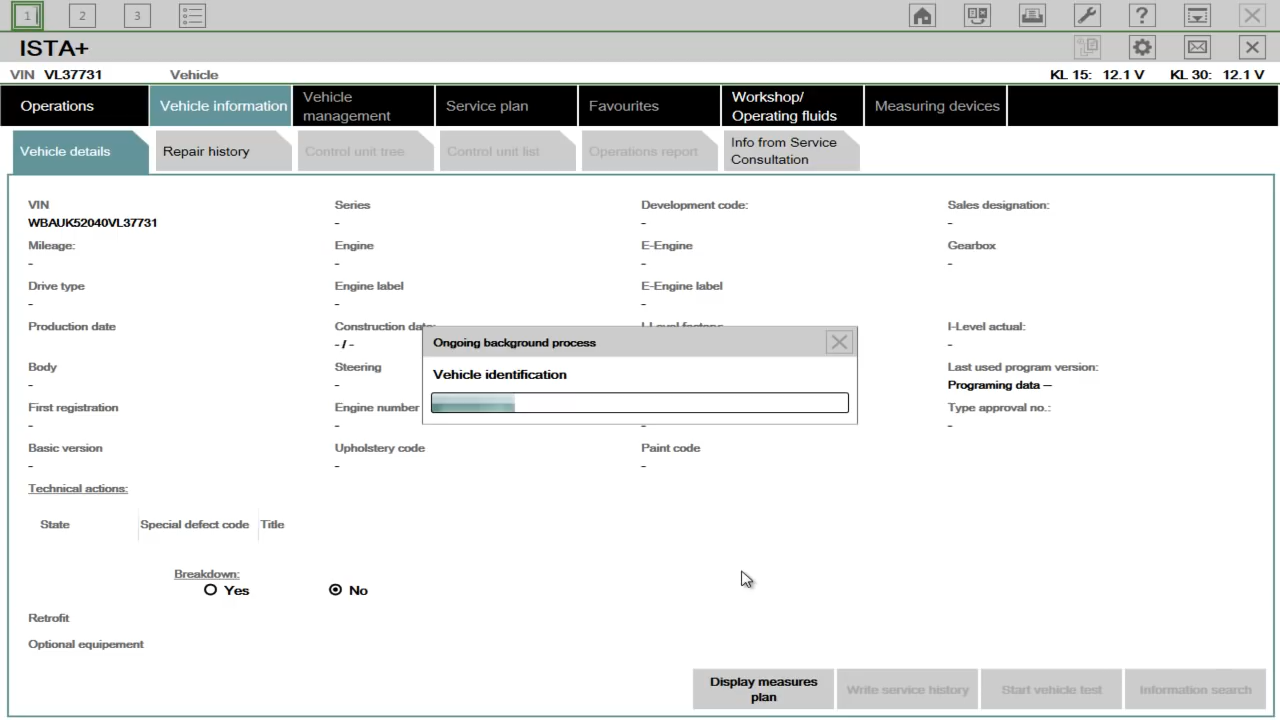 1 2 3
ISTA+
VIN VL37731 Vehicle KL 15: 12.1 V KL 30: 12.1 V
Operations
Vehicle information
Vehicle
management
Service plan
Favourites
Workshop/
Operating fluids
Measuring devices
Vehicle details
Repair history
Control unit tree
Control unit list
Operations report
Info from Service
Consultation
VIN Series Development code: Sales designation:
WBAUK52040VL37731 - - -
Mileage: Engine E-Engine Gearbox
- - - -
Drive type Engine label E-Engine label
- - -
Production date Construction date: I-Level factory: I-Level actual:
- / - -
Ongoing background process
Vehicle identification
Body Steering Last used program version:
- - Programing data --
First registration Engine number Type approval no.:
- - - -
Basic version Upholstery code Paint code
- - -
Technical actions:
State Special defect code Title
Breakdown:
Yes No
Retrofit
Optional equipement
Display measures
plan
Write service history
Start vehicle test
Information search